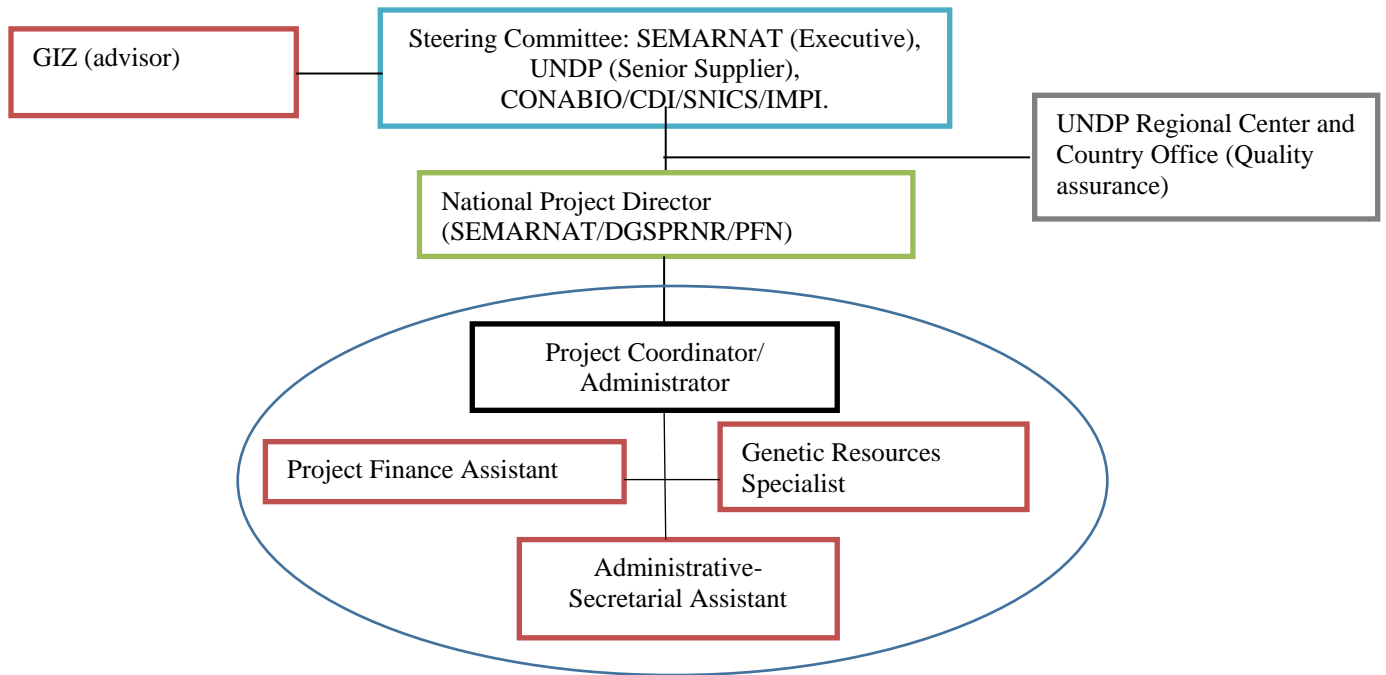 GIZ (advisor)
Steering Committee: SEMARNAT (Executive),
UNDP (Senior Supplier),
CONABIO/CDI/SNICS/IMPI.
UNDP Regional Center and
Country Office (Quality
assurance)
National Project Director
(SEMARNAT/DGSPRNR/PFN)
Project Coordinator/
Administrator
Project Finance Assistant
Genetic Resources
Specialist
Administrative-
Secretarial Assistant